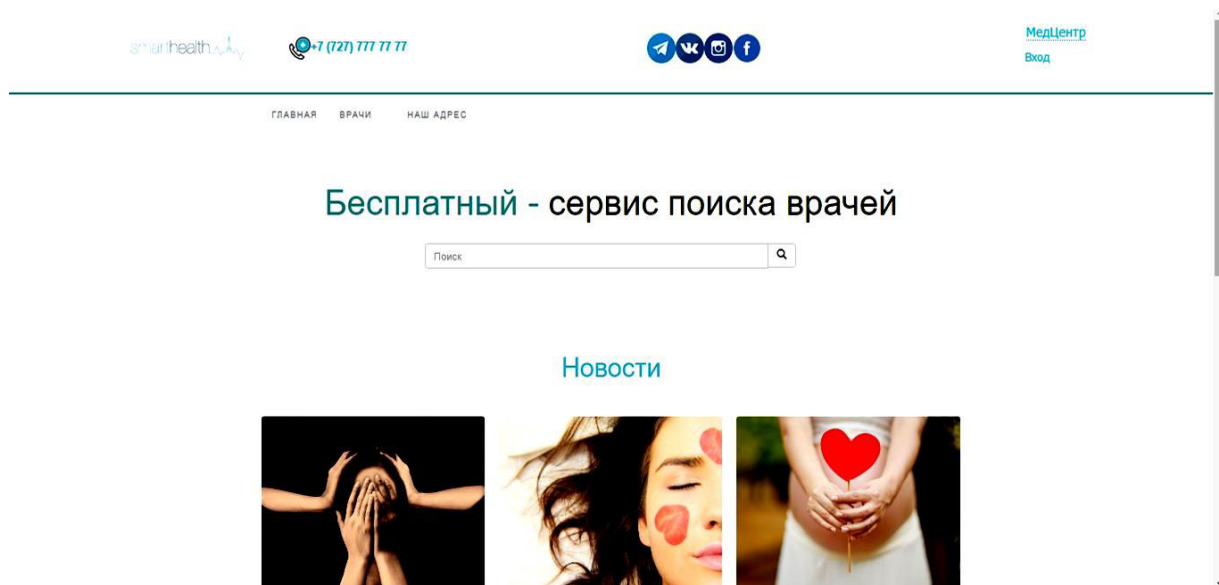 smarthealth
+7 (727) 777 77 77
МедЦентр
Вход
ГЛАВНАЯ ВРАЧИ НАШ АДРЕС
Бесплатный - сервис поиска врачей
Поиск
Новости